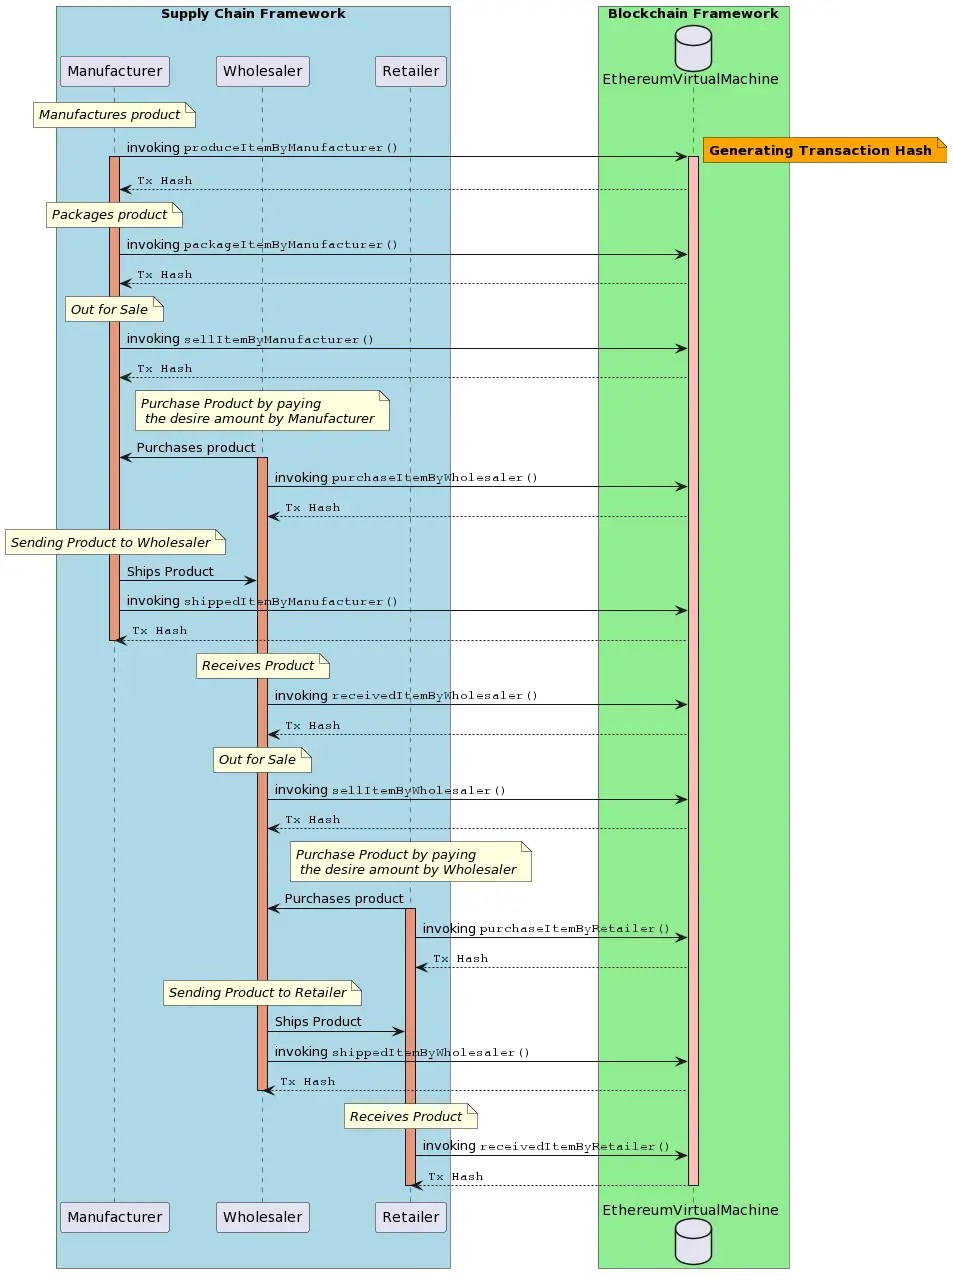 Supply Chain Framework
Blockchain Framework
Manufacturer
Wholesaler
Retailer
EthereumVirtualMachine
Manufactures product
invoking produceItemByManufacturer()
Generating Transaction Hash
Tx Hash
Packages product
invoking packageItemByManufacturer()
Tx Hash
Out for Sale
invoking sellItemByManufacturer()
Tx Hash
Purchase Product by paying
the desire amount by Manufacturer
Purchases product
invoking purchaseItemByWholesaler()
Tx Hash
Sending Product to Wholesaler
Ships Product
invoking shippedItemByManufacturer()
Tx Hash
Receives Product
invoking receivedItemByWholesaler()
Tx Hash
Out for Sale
invoking sellItemByWholesaler()
Tx Hash
Purchase Product by paying
the desire amount by Wholesaler
Purchases product
invoking purchaseItemByRetailer()
Tx Hash
Sending Product to Retailer
Ships Product
invoking shippedItemByWholesaler()
Tx Hash
Receives Product
invoking receivedItemByRetailer()
Tx Hash
Manufacturer
Wholesaler
Retailer
EthereumVirtualMachine